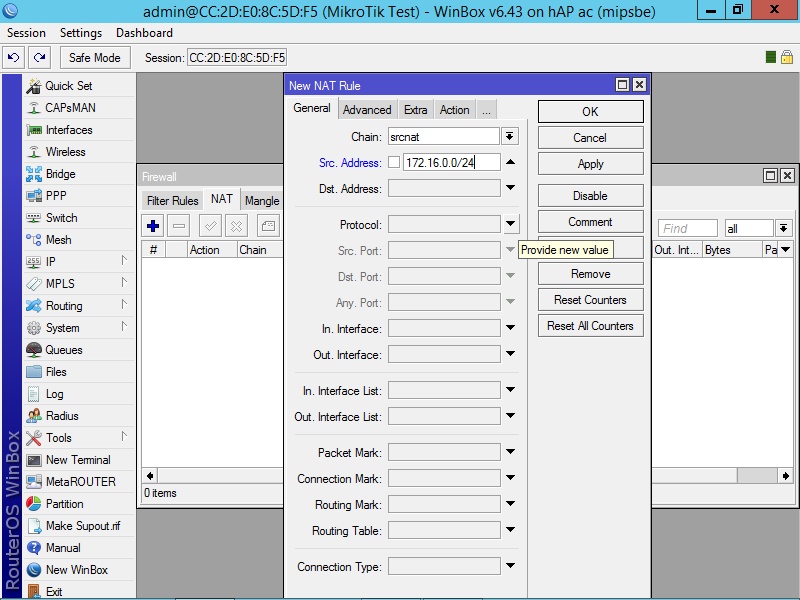 admin@CC:2D:E0:8C:5D:F5 (MikroTik Test) - WinBox v6.43 on hAP ac (mipsbe)
Session Settings Dashboard
Safe Mode Session: CC:2D:E0:8C:5D:F5
RouterOS WinBox
Quick Set
CAPsMAN
Interfaces
Wireless
Bridge
PPP
Switch
Mesh
IP
MPLS
Routing
System
Queues
Files
Log
Radius
Tools
New Terminal
MetaROUTER
Partition
Make Supout.rif
Manual
New WinBox
Exit
Firewall
Filter Rules NAT Mangle
Find all
# Action Chain Out. Int... Bytes Pa
0 items
New NAT Rule
General Advanced Extra Action ...
Chain: srcnat
Src. Address: 172.16.0.0/24
Dst. Address:
Protocol:
Src. Port:
Dst. Port:
Any. Port:
In. Interface:
Out. Interface:
In. Interface List:
Out. Interface List:
Packet Mark:
Connection Mark:
Routing Mark:
Routing Table:
Connection Type:
OK
Cancel
Apply
Disable
Comment
Provide new value
Remove
Reset Counters
Reset All Counters